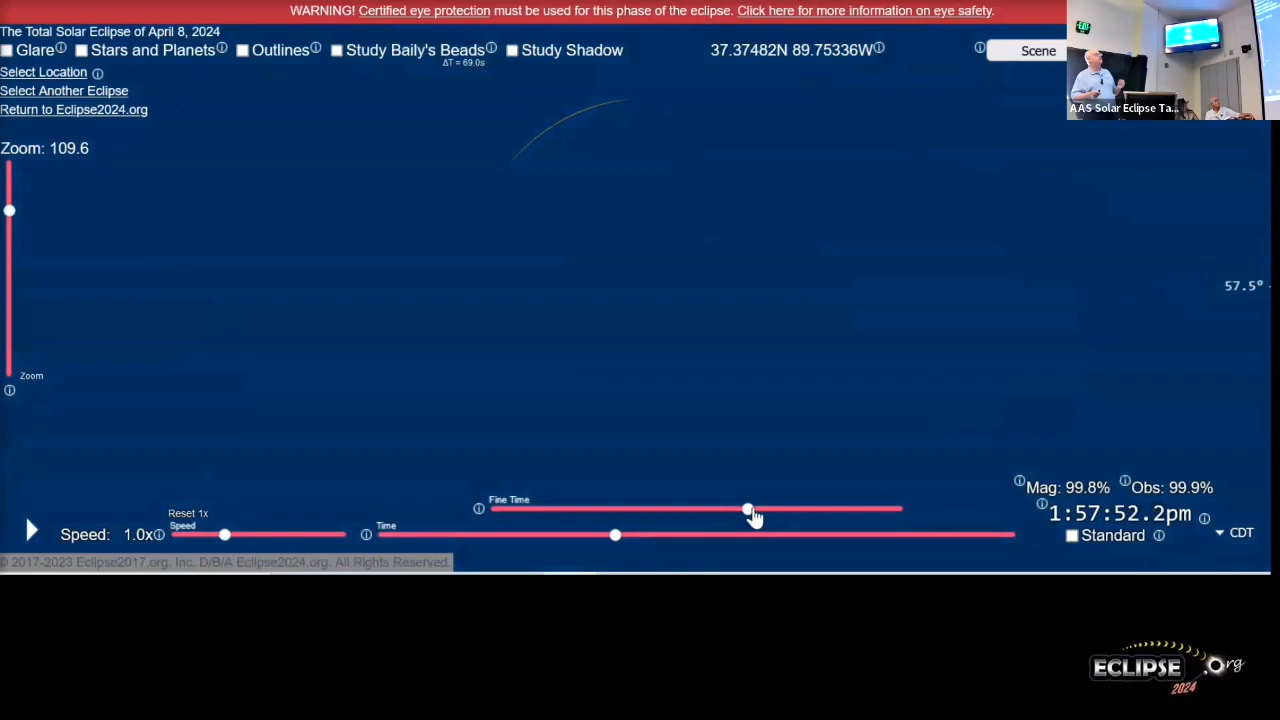 WARNING! Certified eye protection must be used for this phase of the eclipse. Click here for more information on eye safety.
The Total Solar Eclipse of April 8, 2024
Glare Stars and Planets Outlines Study Baily's Beads Study Shadow 37.37482N 89.75336W Scene
ΔT = 69.0s
EXIT
AAS Solar Eclipse Ta...
Select Location
Select Another Eclipse
Return to Eclipse2024.org
Zoom: 109.6
57.5°
Zoom
Mag: 99.8% Obs: 99.9%
Fine Time
1:57:52.2pm
Reset 1x
Speed: 1.0x Speed Time
Standard CDT
© 2017-2023 Eclipse2017.org, Inc. D/B/A Eclipse2024.org. All Rights Reserved.
ECLIPSE .org
2024